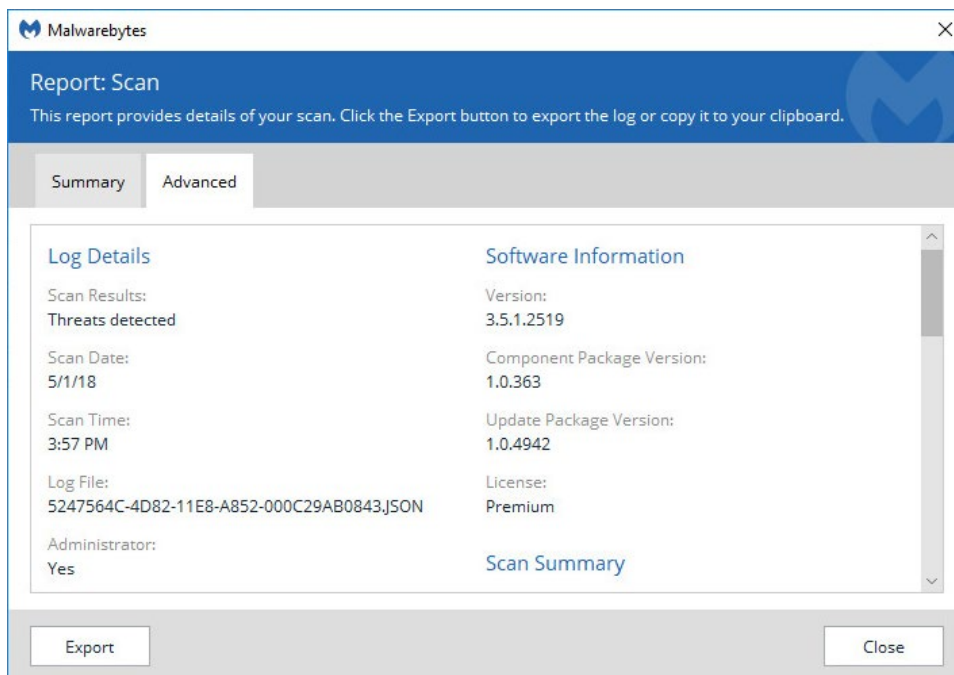 Malwarebytes
Report: Scan
This report provides details of your scan. Click the Export button to export the log or copy it to your clipboard.
Summary
Advanced
Log Details
Scan Results:
Threats detected
Scan Date:
5/1/18
Scan Time:
3:57 PM
Log File:
5247564C-4D82-11E8-A852-000C29AB0843.JSON
Administrator:
Yes
Software Information
Version:
3.5.1.2519
Component Package Version:
1.0.363
Update Package Version:
1.0.4942
License:
Premium
Scan Summary
Export
Close